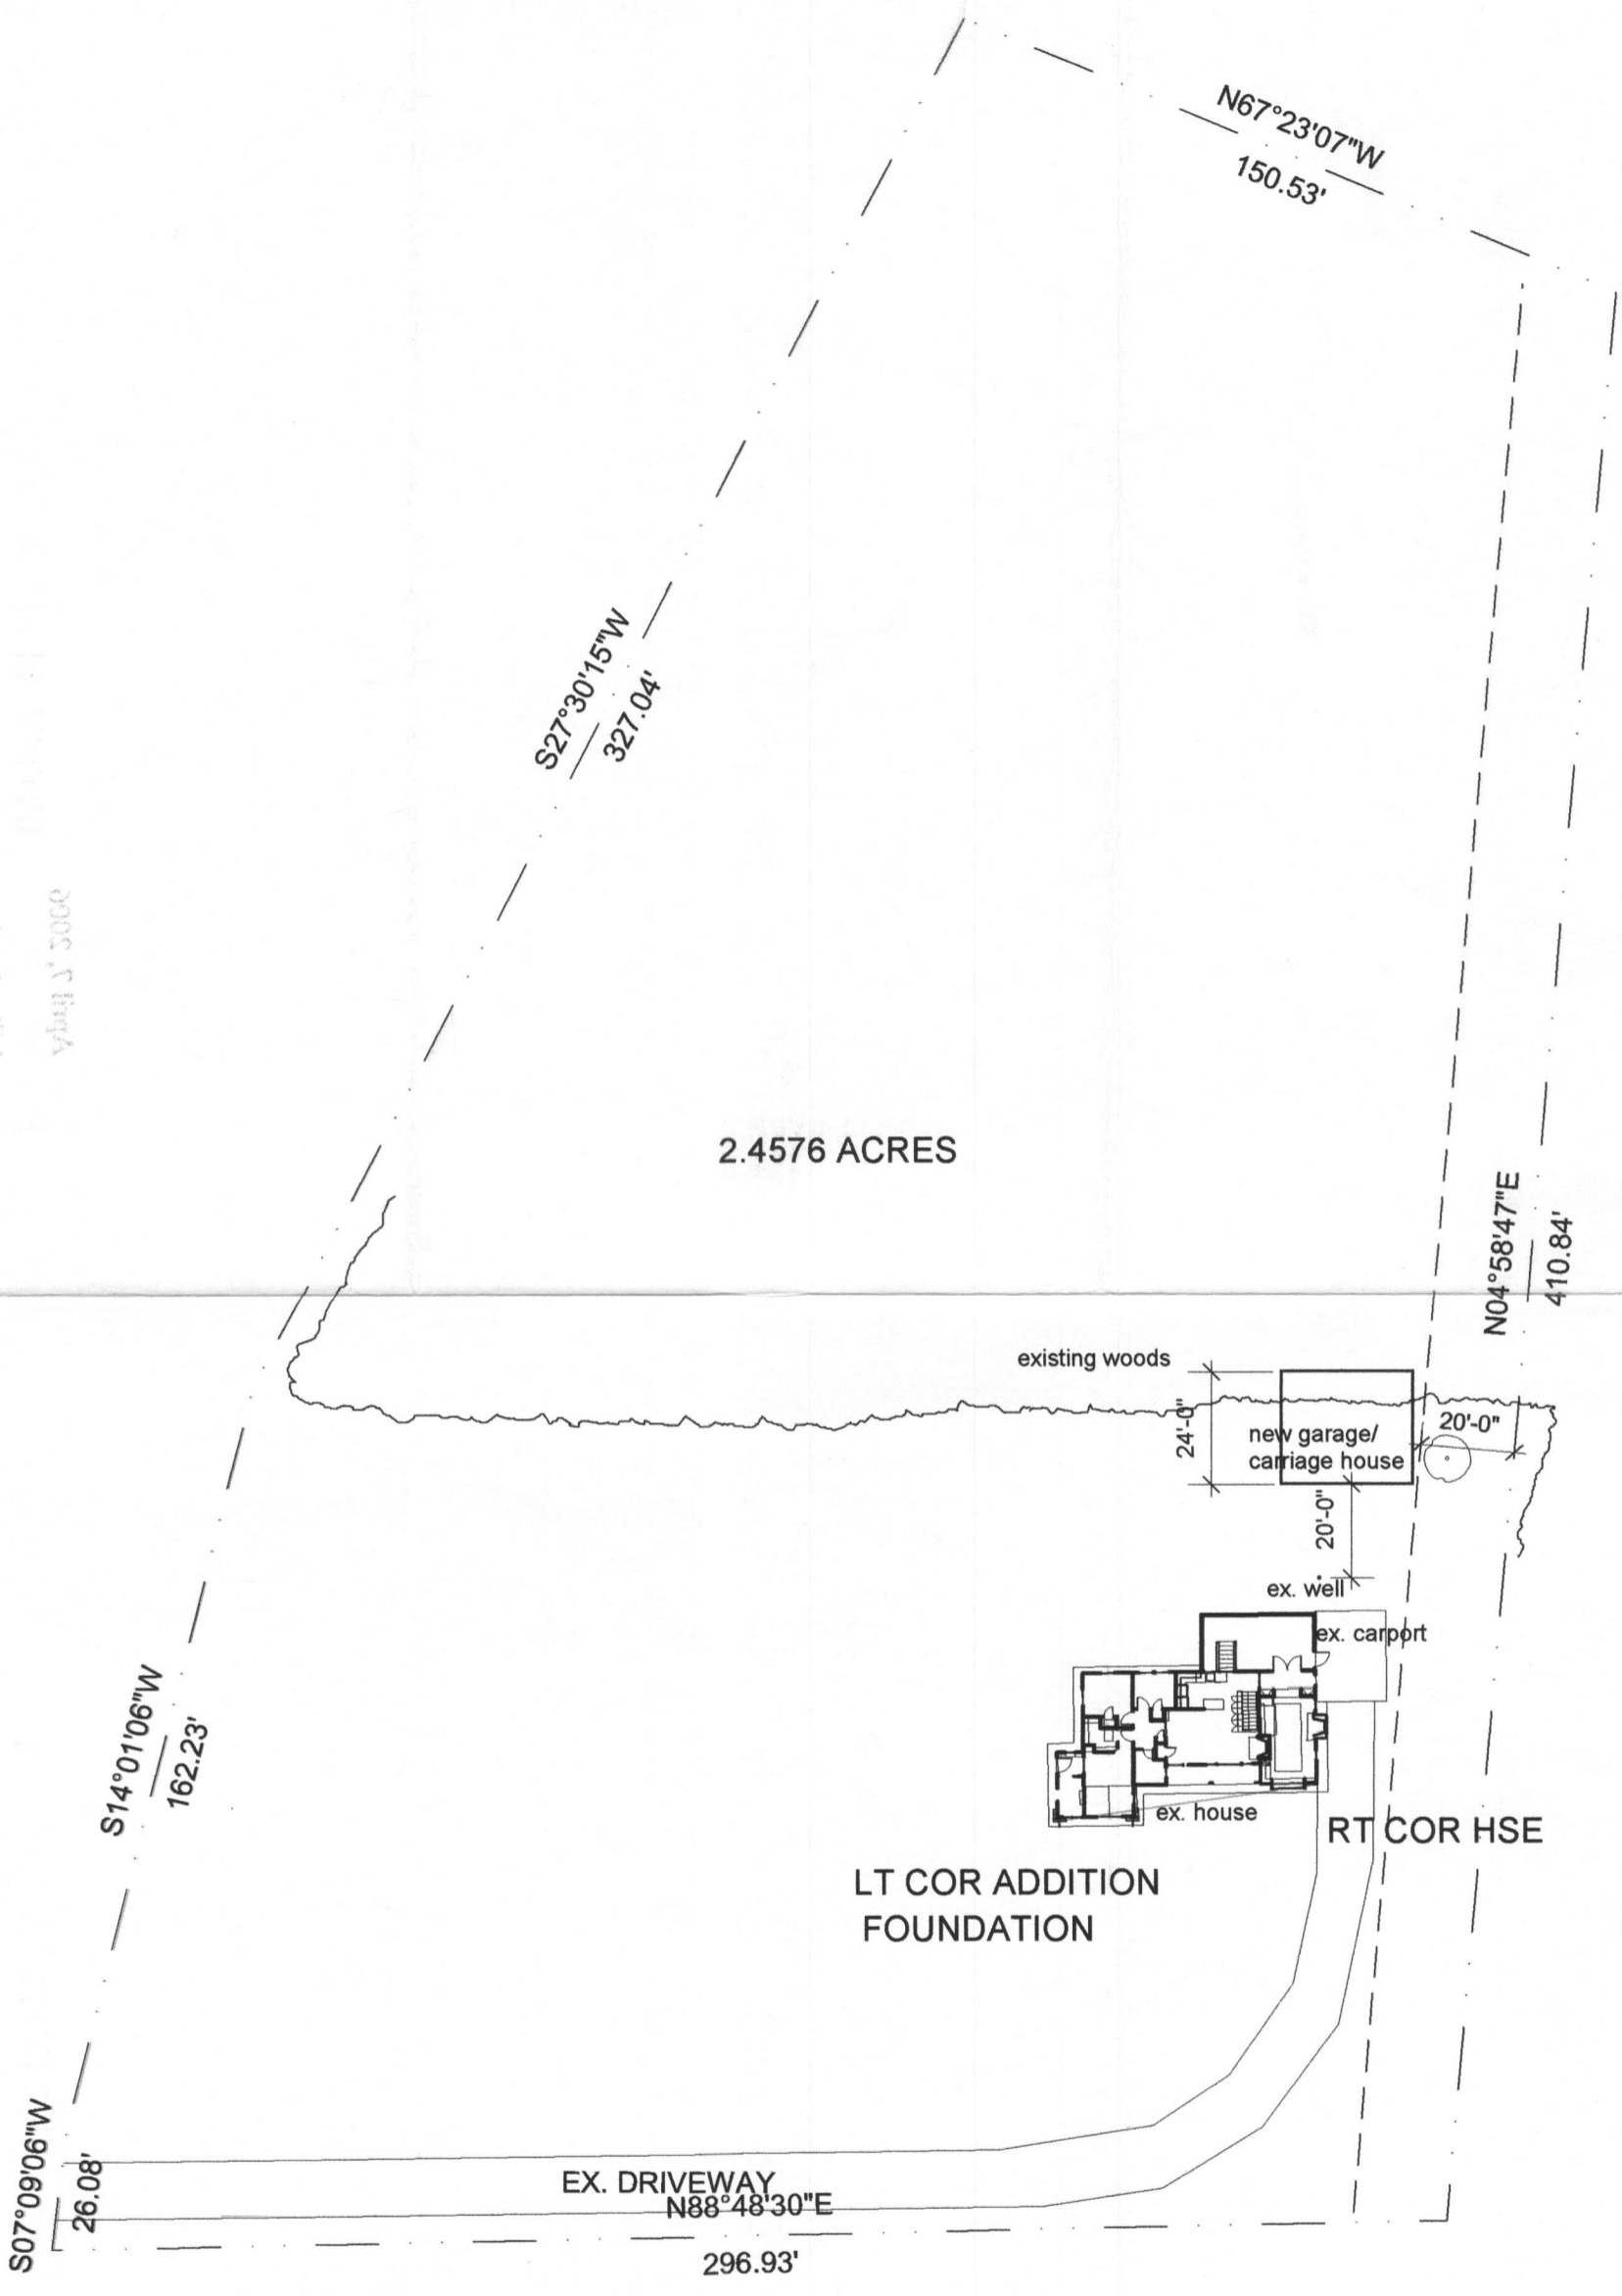 N67°23'07"W
150.53'
S27°30'15"W
327.04'
April 7, 2006
2.4576 ACRES
N04°58'47"E
410.84'
existing woods
24'-0"
new garage/
carriage house
20'-0"
20'-0"
ex. well
ex. carport
S14°01'06"W
162.23'
ex. house
RT COR HSE
LT COR ADDITION
FOUNDATION
S07°09'06"W
26.08'
EX. DRIVEWAY
N88°48'30"E
296.93'